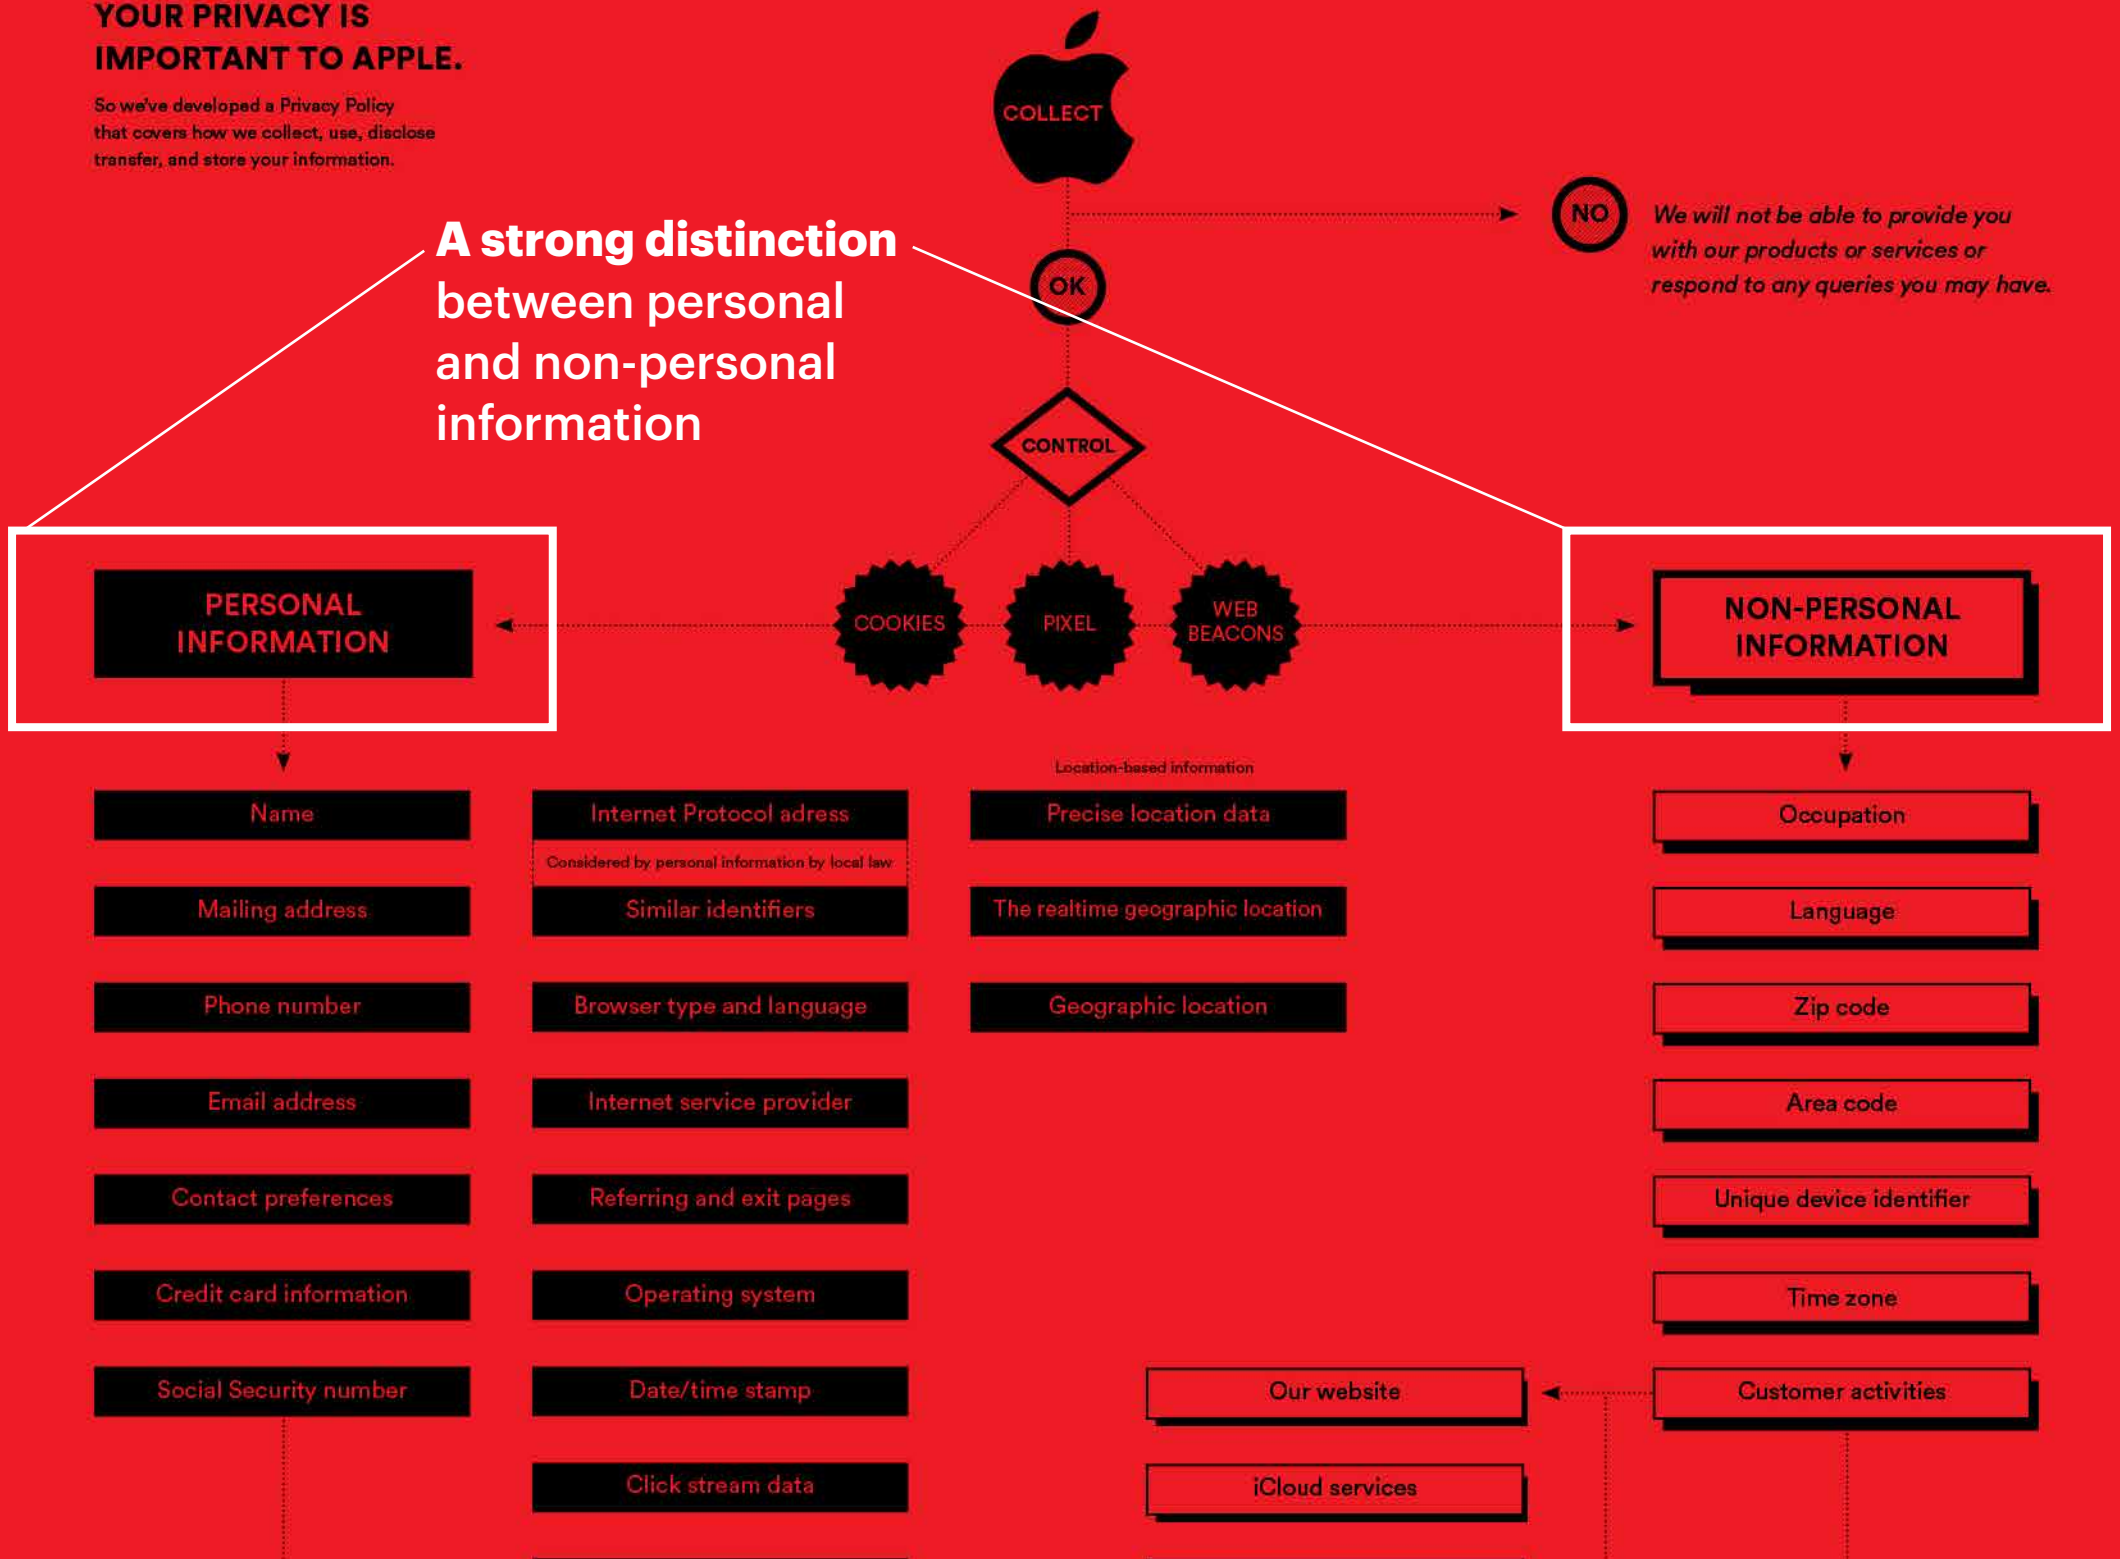 YOUR PRIVACY IS
IMPORTANT TO APPLE.
So we've developed a Privacy Policy
that covers how we collect, use, disclose
transfer, and store your information.
COLLECT
NO
We will not be able to provide you
with our products or services or
respond to any queries you may have.
A strong distinction
between personal
and non-personal
information
OK
CONTROL
PERSONAL
INFORMATION
COOKIES
PIXEL
WEB
BEACONS
NON-PERSONAL
INFORMATION
Name
Mailing address
Phone number
Email address
Contact preferences
Credit card information
Social Security number
Internet Protocol adress
Considered by personal information by local law
Similar identifiers
Browser type and language
Internet service provider
Referring and exit pages
Operating system
Date/time stamp
Click stream data
Location-based information
Precise location data
The realtime geographic location
Geographic location
Our website
iCloud services
Occupation
Language
Zip code
Area code
Unique device identifier
Time zone
Customer activities